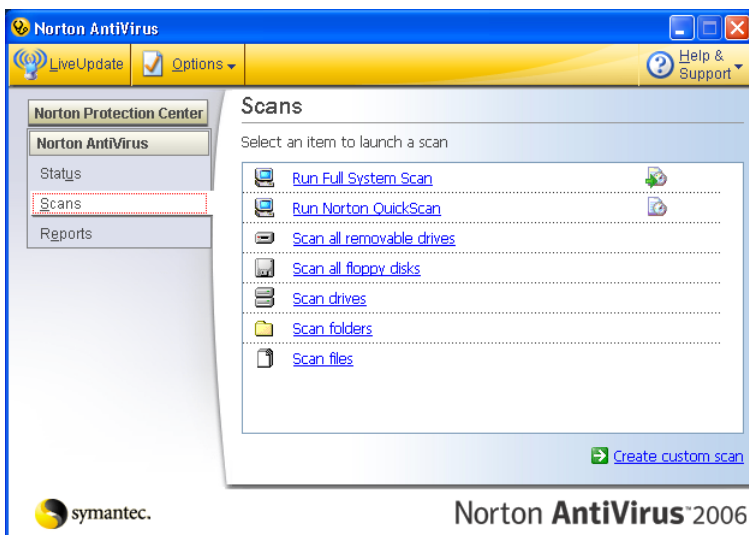 Norton AntiVirus
LiveUpdate Options Help & Support
Norton Protection Center
Norton AntiVirus
Status
Scans
Reports
Scans
Select an item to launch a scan
Run Full System Scan
Run Norton QuickScan
Scan all removable drives
Scan all floppy disks
Scan drives
Scan folders
Scan files
Create custom scan
symantec.
Norton AntiVirus™2006